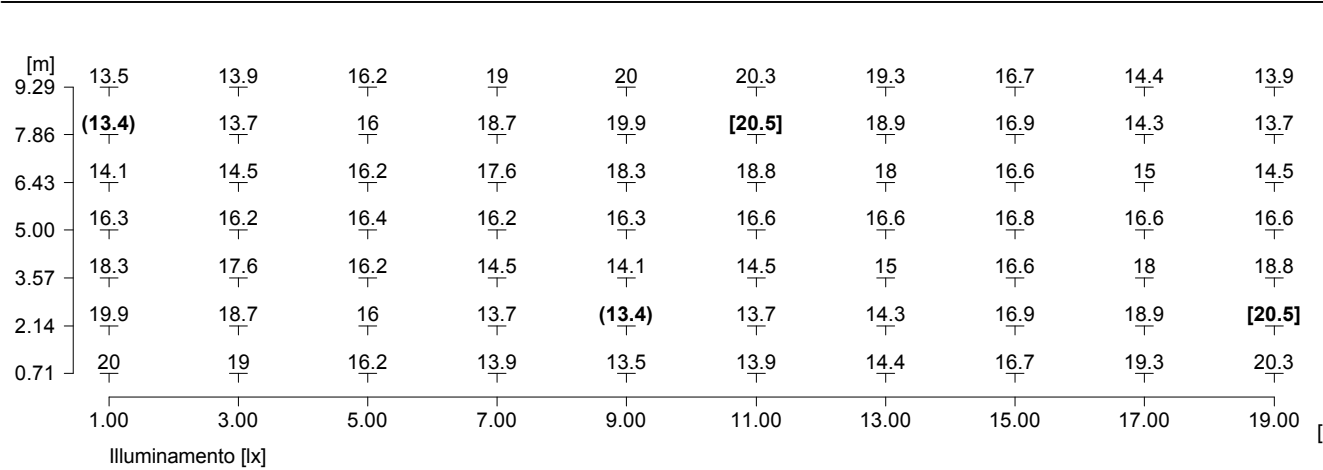 [m]
13.5 13.9 16.2 19 20 20.3 19.3 16.7 14.4 13.9
9.29
(13.4) 13.7 16 18.7 19.9 [20.5] 18.9 16.9 14.3 13.7
7.86
14.1 14.5 16.2 17.6 18.3 18.8 18 16.6 15 14.5
6.43
16.3 16.2 16.4 16.2 16.3 16.6 16.6 16.8 16.6 16.6
5.00
18.3 17.6 16.2 14.5 14.1 14.5 15 16.6 18 18.8
3.57
19.9 18.7 16 13.7 (13.4) 13.7 14.3 16.9 18.9 [20.5]
2.14
20 19 16.2 13.9 13.5 13.9 14.4 16.7 19.3 20.3
0.71
1.00 3.00 5.00 7.00 9.00 11.00 13.00 15.00 17.00 19.00
[
Illuminamento [lx]